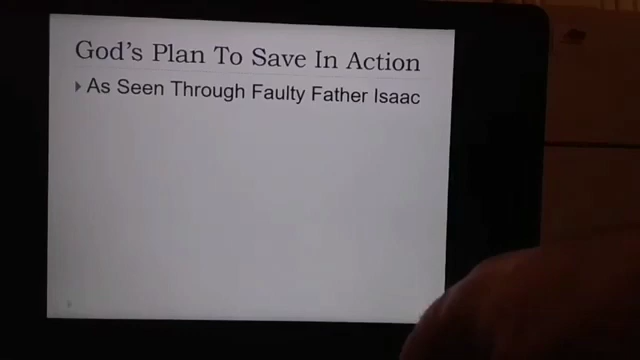 God's Plan To Save In Action
As Seen Through Faulty Father Isaac